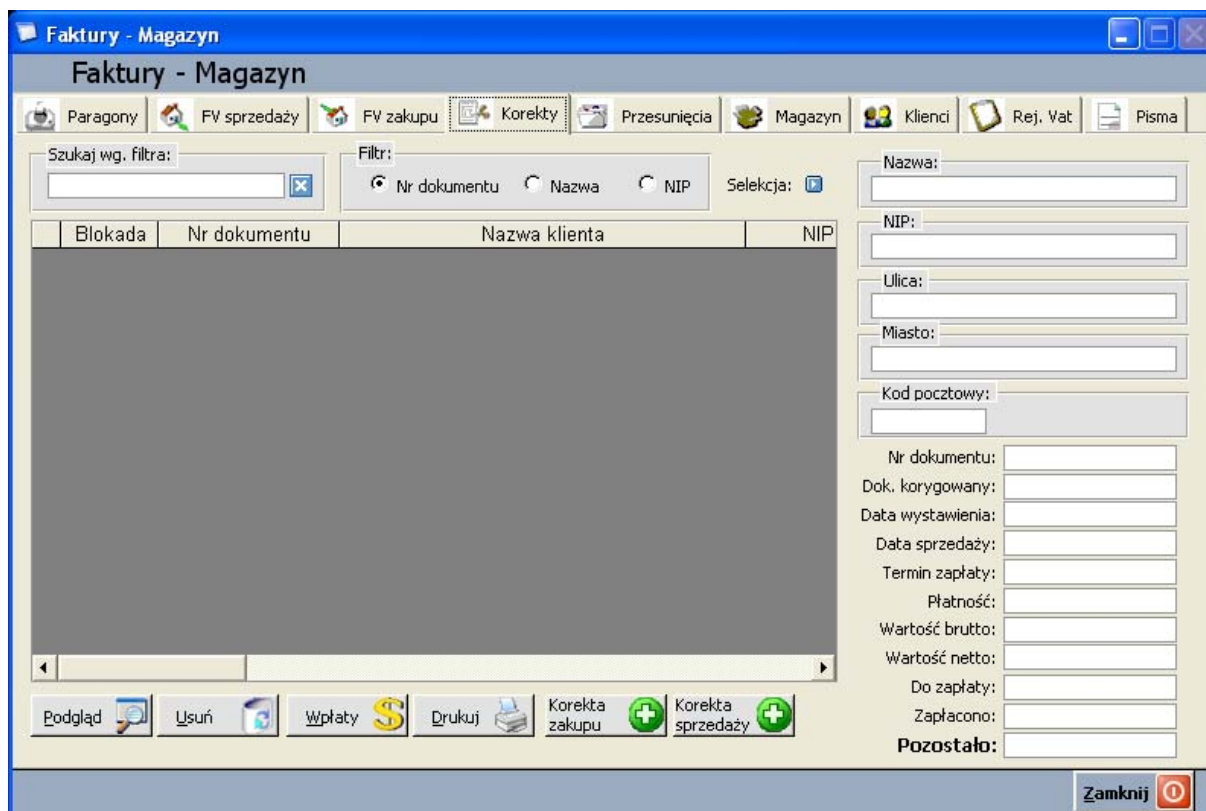 Faktury - Magazyn
Faktury - Magazyn
Paragony FV sprzedaży FV zakupu Korekty Przesunięcia Magazyn Klienci Rej. Vat Pisma
Szukaj wg. filtra:
Filtr:
Nr dokumentu Nazwa NIP
Selekcja:
Blokada Nr dokumentu Nazwa klienta NIP
Podgląd Usuń Wpłaty Drukuj
Korekta
zakupu
Korekta
sprzedaży
Nazwa:
NIP:
Ulica:
Miasto:
Kod pocztowy:
Nr dokumentu:
Dok. korygowany:
Data wystawienia:
Data sprzedaży:
Termin zapłaty:
Płatność:
Wartość brutto:
Wartość netto:
Do zapłaty:
Zapłacono:
Pozostało:
Zamknij